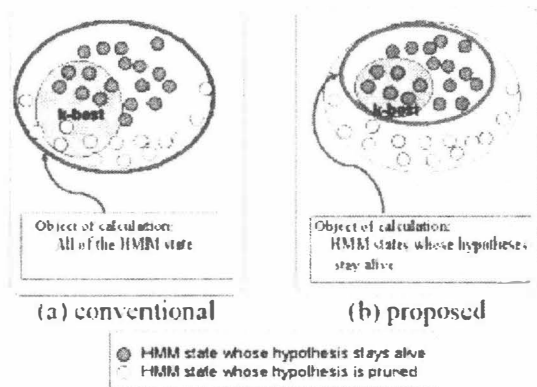 k-best
k-best
Object of calculation:
All of the HMM state
Object of calculation:
HMM states whose hypotheses
stay alive
(a) conventional
(b) proposed
HMM state whose hypothesis stays alive
HMM state whose hypothesis is pruned